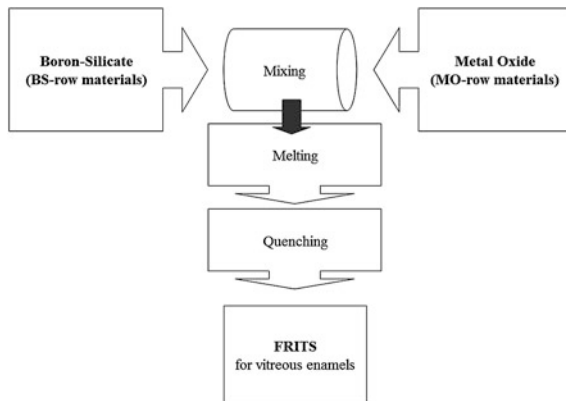 Boron-Silicate
(BS-row materials)
Mixing
Metal Oxide
(MO-row materials)
Melting
Quenching
FRITS
for vitreous enamels